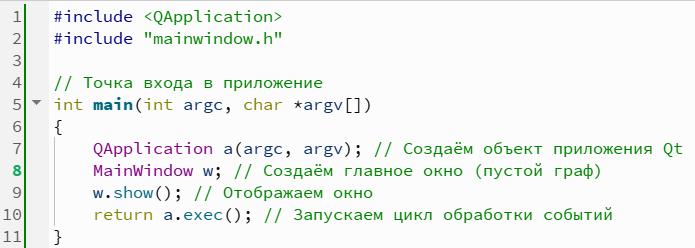 1 #include <QApplication>
2 #include "mainwindow.h"
3
4 // Точка входа в приложение
5 int main(int argc, char *argv[])
6 {
7     QApplication a(argc, argv); // Создаём объект приложения Qt
8     MainWindow w; // Создаём главное окно (пустой граф)
9     w.show(); // Отображаем окно
10     return a.exec(); // Запускаем цикл обработки событий
11 }